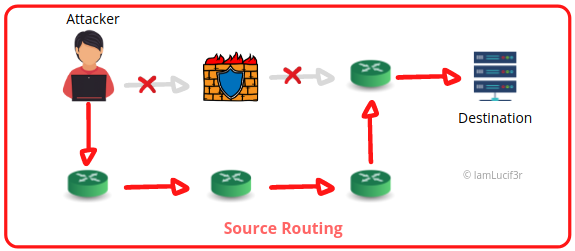 Attacker
Destination
© IamLucif3r
Source Routing